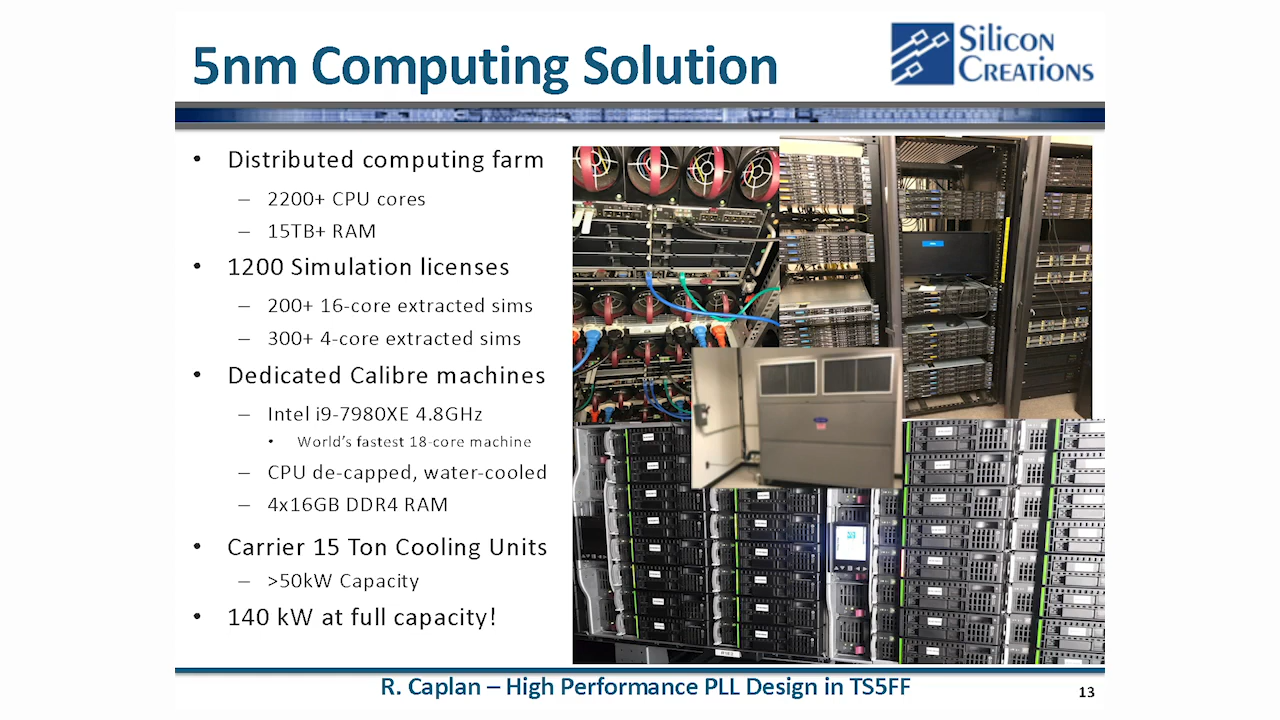 5nm Computing Solution
Silicon
Creations
• Distributed computing farm
– 2200+ CPU cores
– 15TB+ RAM
• 1200 Simulation licenses
– 200+ 16-core extracted sims
– 300+ 4-core extracted sims
• Dedicated Calibre machines
– Intel i9-7980XE 4.8GHz
• World’s fastest 18-core machine
– CPU de-capped, water-cooled
– 4x16GB DDR4 RAM
• Carrier 15 Ton Cooling Units
– >50kW Capacity
• 140 kW at full capacity!
R. Caplan – High Performance PLL Design in TS5FF
13